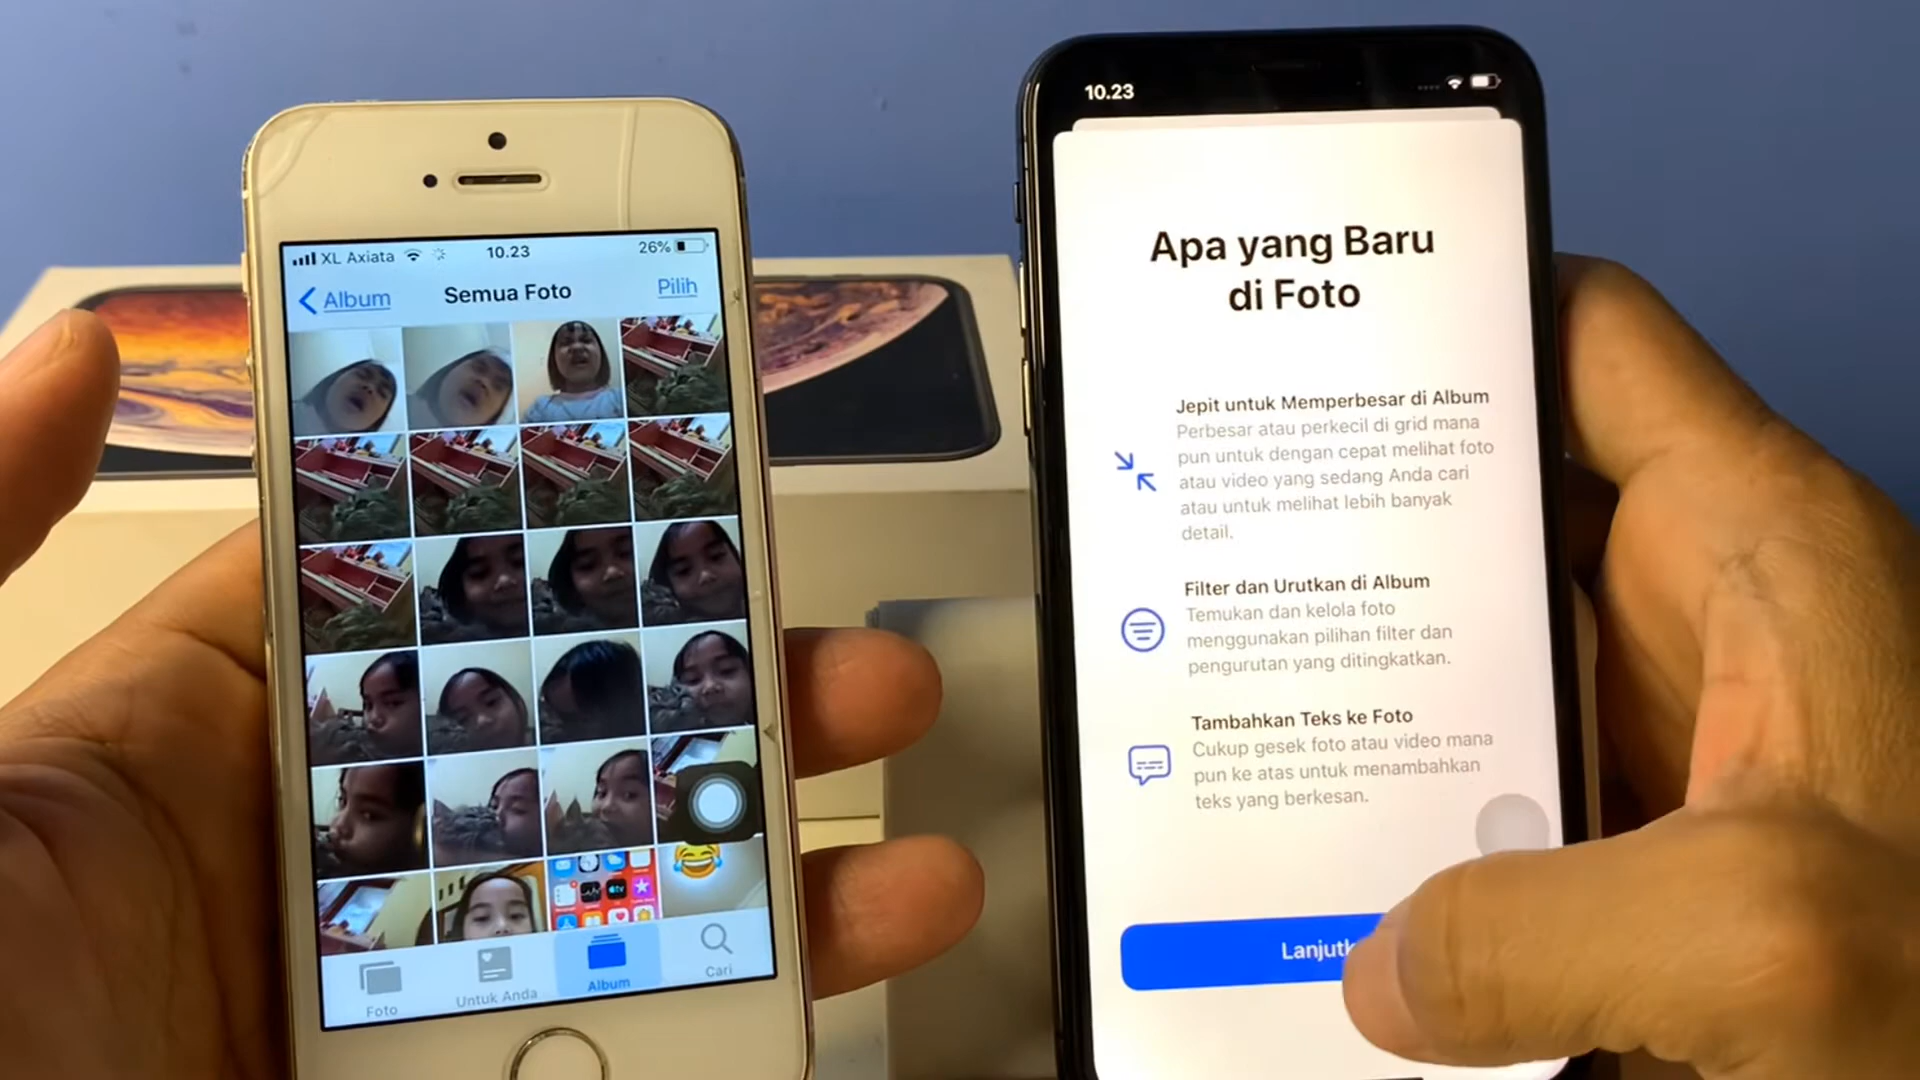 XL Axiata
10.23
26%
Album
Semua Foto
Pilih
Foto
Untuk Anda
Album
Cari
10.23
Apa yang Baru
di Foto
Jepit untuk Memperbesar di Album
Perbesar atau perkecil di grid mana
pun untuk dengan cepat melihat foto
atau video yang sedang Anda cari
atau untuk melihat lebih banyak
detail.
Filter dan Urutkan di Album
Temukan dan kelola foto
menggunakan pilihan filter dan
pengurutan yang ditingkatkan.
Tambahkan Teks ke Foto
Cukup gesek foto atau video mana
pun ke atas untuk menambahkan
teks yang berkesan.
Lanjutk